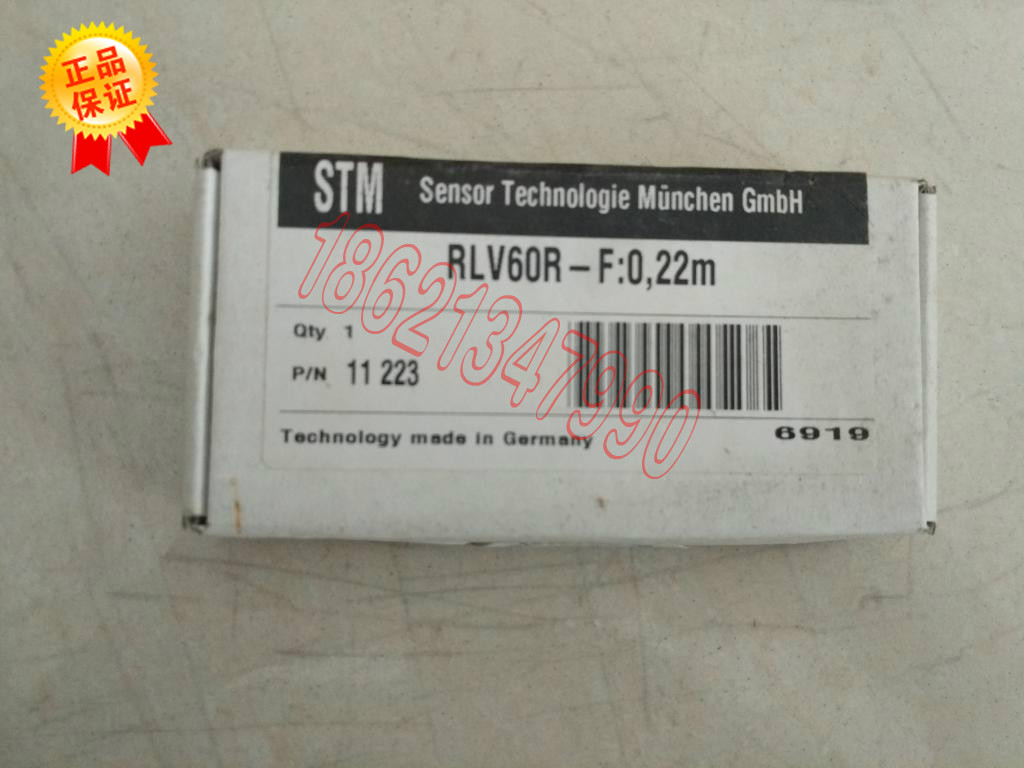 正品
保证
STM Sensor Technologie München GmbH
RLV60R – F:0,22m
Qty 1
P/N 11 223
Technology made in Germany
6919
18621347990